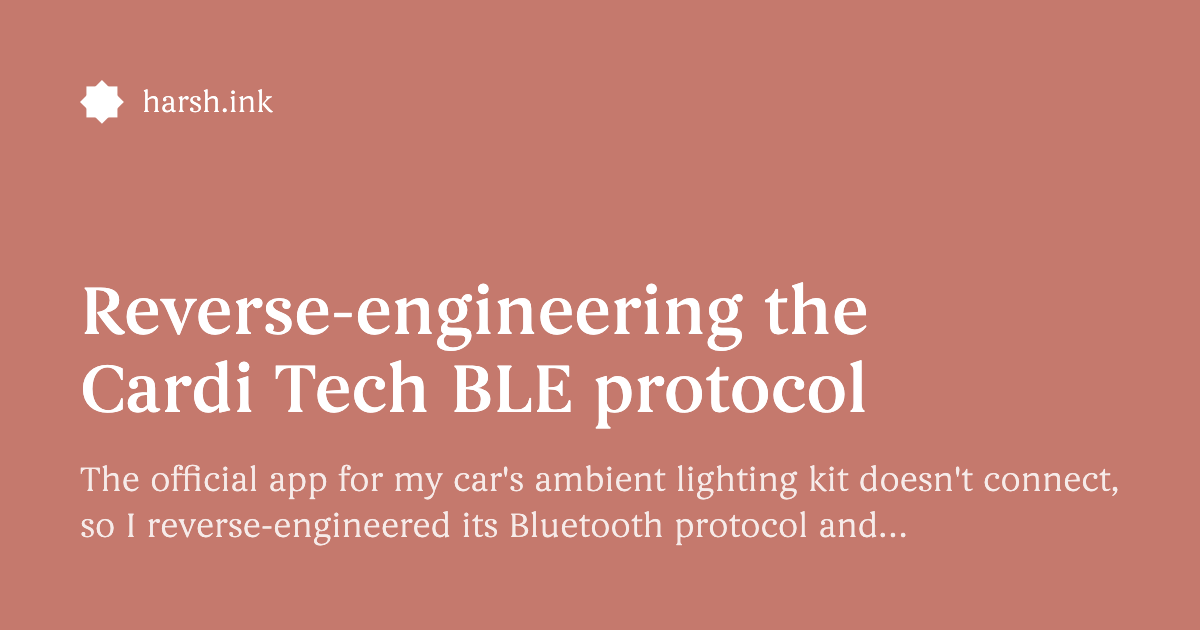 harsh.ink
Reverse-engineering the
Cardi Tech BLE protocol
The official app for my car's ambient lighting kit doesn't connect,
so I reverse-engineered its Bluetooth protocol and...